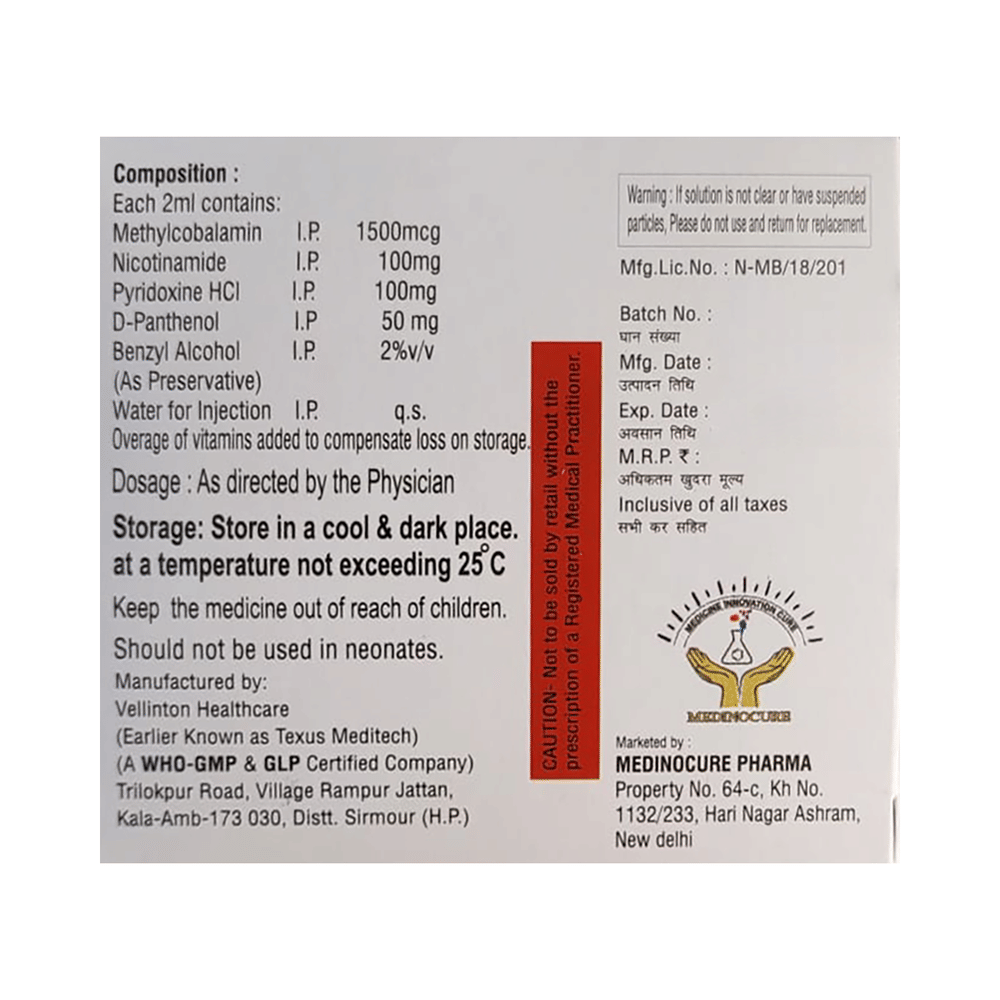 Composition :
Each 2ml contains:
Methylcobalamin I.P. 1500mcg
Nicotinamide I.P. 100mg
Pyridoxine HCl I.P. 100mg
D-Panthenol I.P 50 mg
Benzyl Alcohol I.P. 2%v/v
(As Preservative)
Water for Injection I.P. q.s.
Overage of vitamins added to compensate loss on storage.
Dosage : As directed by the Physician
Storage: Store in a cool & dark place.
at a temperature not exceeding 25°C
Keep the medicine out of reach of children.
Should not be used in neonates.
Manufactured by:
Vellinton Healthcare
(Earlier Known as Texus Meditech)
(A WHO-GMP & GLP Certified Company)
Trilokpur Road, Village Rampur Jattan,
Kala-Amb-173 030, Distt. Sirmour (H.P.)
CAUTION- Not to be sold by retail without the
prescription of a Registered Medical Practitioner.
Warning : If solution is not clear or have suspended
particles, Please do not use and return for replacement.
Mfg.Lic.No. : N-MB/18/201
Batch No. :
घान संख्या
Mfg. Date :
उत्पादन तिथि
Exp. Date :
अवसान तिथि
M.R.P. ₹ :
अधिकतम खुदरा मूल्य
Inclusive of all taxes
सभी कर सहित
MEDICINE INNOVATION CURE
MEDINOCURE
Marketed by :
MEDINOCURE PHARMA
Property No. 64-c, Kh No.
1132/233, Hari Nagar Ashram,
New delhi